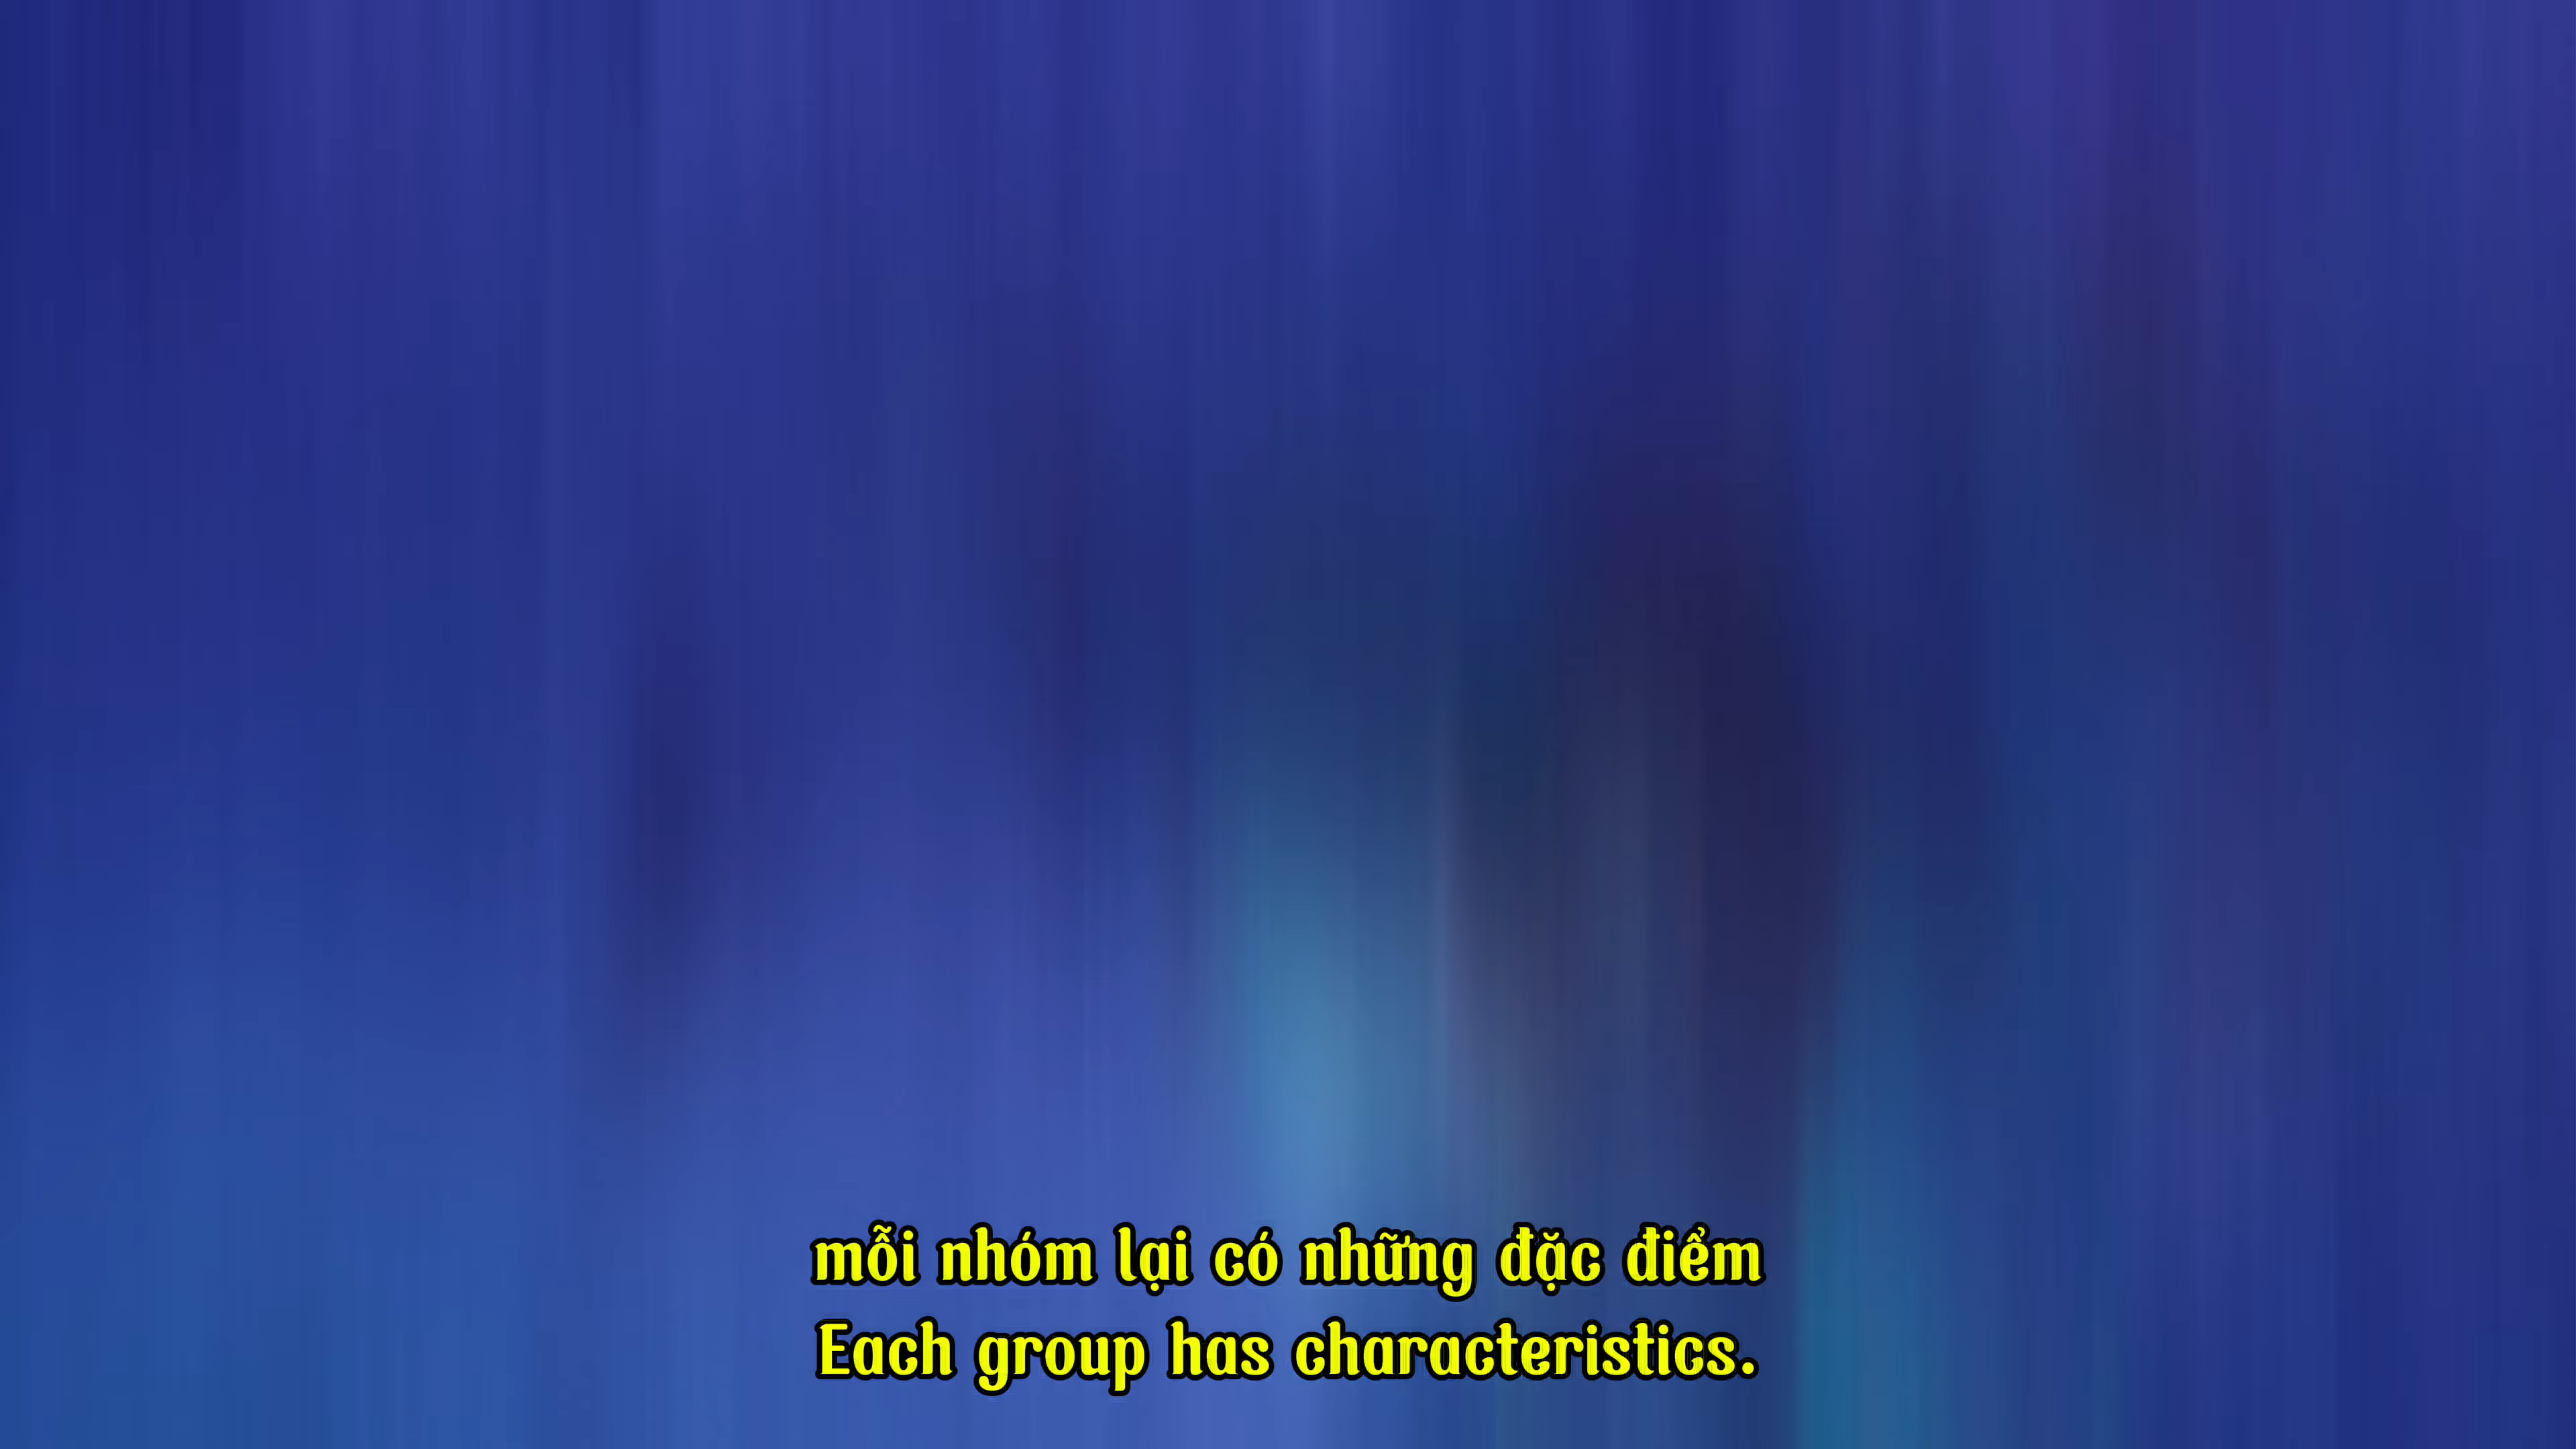 mỗi nhóm lại có những đặc điểm
Each group has characteristics.